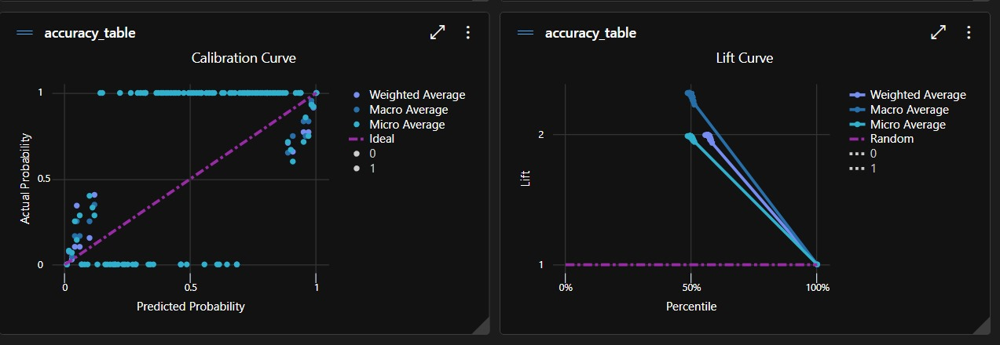 accuracy_table
Calibration Curve
Actual Probability
1
0.5
0
0
0.5
1
Predicted Probability
Weighted Average
Macro Average
Micro Average
Ideal
0
1
accuracy_table
Lift Curve
Lift
2
1
0%
50%
100%
Percentile
Weighted Average
Macro Average
Micro Average
Random
0
1